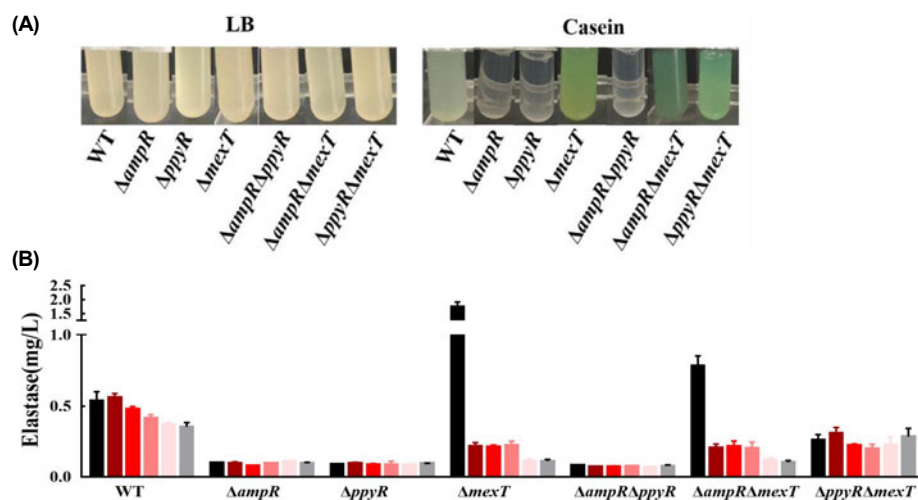 (A)
LB
Casein
WT
ΔampR
ΔppyR
ΔmexT
ΔampRΔppyR
ΔampRΔmexT
ΔppyRΔmexT
WT
ΔampR
ΔppyR
ΔmexT
ΔampRΔppyR
ΔampRΔmexT
ΔppyRΔmexT
(B)
Elastase(mg/L)
2.5
2.0
1.5
1.0
0.5
0.0
WT
ΔampR
ΔppyR
ΔmexT
ΔampRΔppyR
ΔampRΔmexT
ΔppyRΔmexT